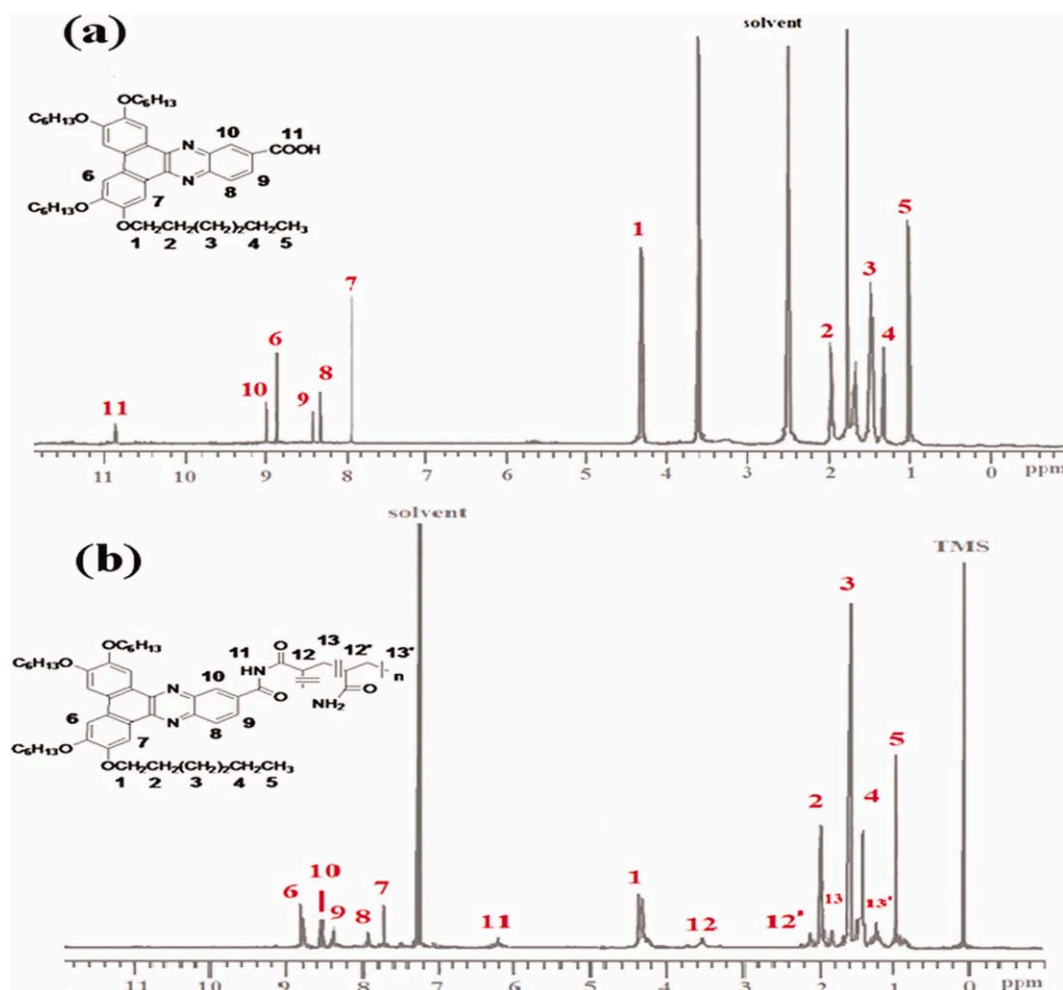 (a)
solvent
OC6H13
C6H13O
N
10
11
COOH
6
N
9
8
7
C6H13O
OCH2CH2(CH2)2CH2CH3
1 2 3 4 5
11
10
6
9
8
7
1
2
3
4
5
11 10 9 8 7 6 5 4 3 2 1 0 ppm
(b)
solvent
TMS
OC6H13
C6H13O
11
HN
O
12
13
12'
13'
n
10
N
O
NH2
O
6
N
9
8
7
C6H13O
OCH2CH2(CH2)2CH2CH3
1 2 3 4 5
6
10
9
8
7
11
1
12
12'
2
13
3
4
13'
5
11 10 9 8 7 6 5 4 3 2 1 0 ppm